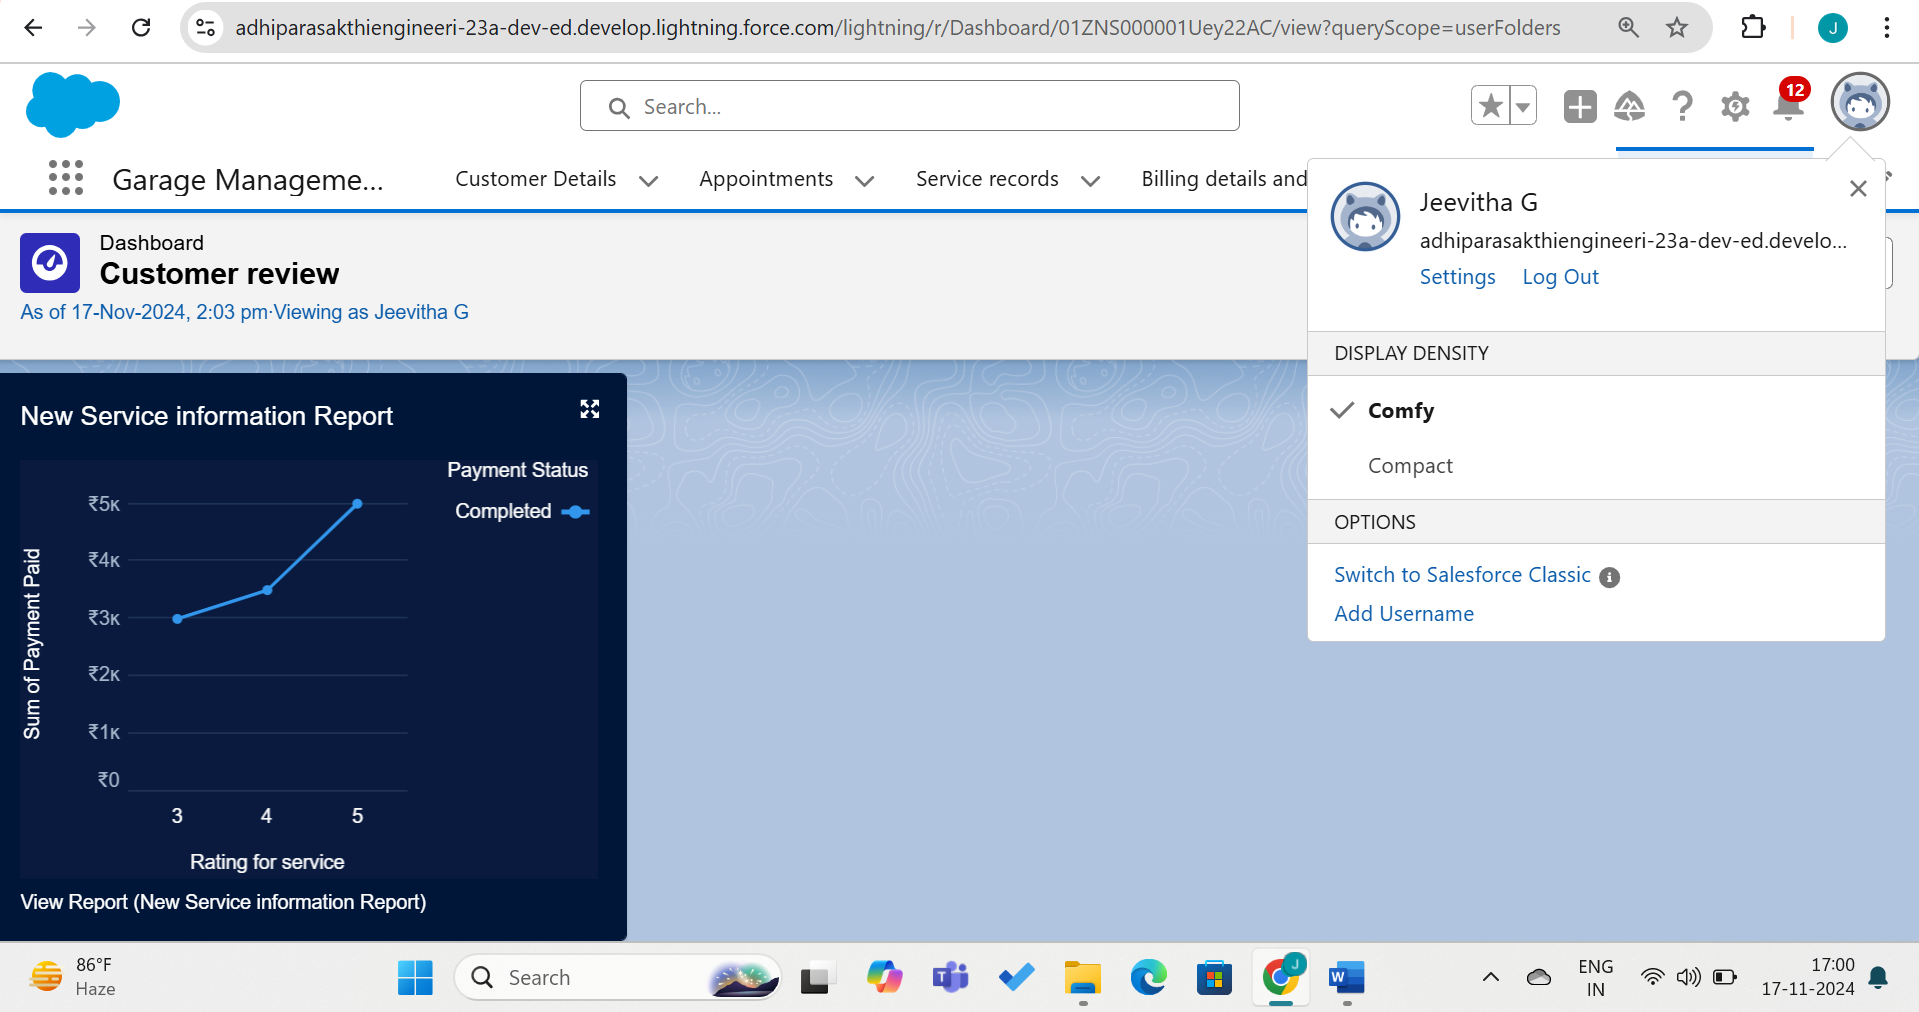 adhiparasakthiengineeri-23a-dev-ed.develop.lightning.force.com/lightning/r/Dashboard/01ZNS000001Uey22AC/view?queryScope=userFolders
J
Search...
12
Garage Manageme...
Customer Details
Appointments
Service records
Billing details and
Jeevitha G
adhiparasakthiengineeri-23a-dev-ed.develo...
Settings
Log Out
Dashboard
Customer review
As of 17-Nov-2024, 2:03 pm·Viewing as Jeevitha G
DISPLAY DENSITY
Comfy
Compact
OPTIONS
Switch to Salesforce Classic
Add Username
New Service information Report
Payment Status
Completed
Sum of Payment Paid
₹5K
₹4K
₹3K
₹2K
₹1K
₹0
3 4 5
Rating for service
View Report (New Service information Report)
86°F
Haze
Search
T
J
W
ENG
IN
17:00
17-11-2024